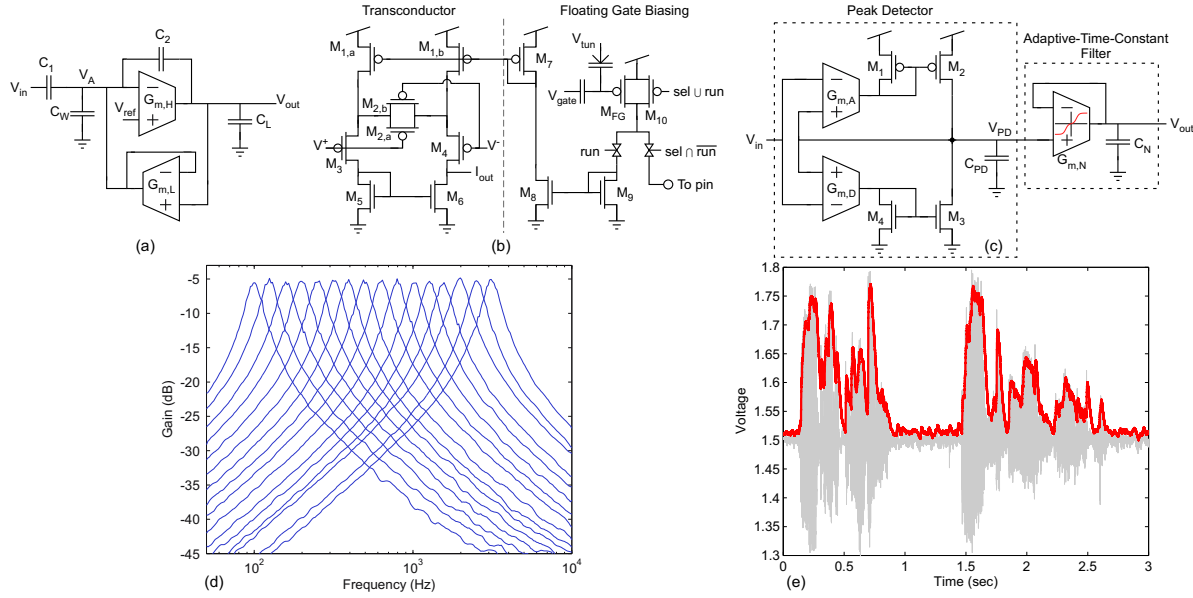 Transconductor
Floating Gate Biasing
Peak Detector
Adaptive-Time-Constant
Filter
C1
C2
Vin
VA
CW
Vref
−
Gm,H
+
Vout
CL
−
Gm,L
+
(a)
M1,a
M1,b
M7
M2,b
M2,a
V+
M3
M4
V-
Iout
M5
M6
(b)
Vtun
Vgate
MFG
M10
sel ∪ run
run
sel ∩ run
To pin
M8
M9
M1
M2
−
Gm,A
+
Vin
VPD
CPD
−
Gm,D
+
M4
M3
(c)
−
+
Gm,N
CN
Vout
-5
-10
-15
-20
-25
-30
-35
-40
-45
Gain (dB)
10²
10³
10⁴
Frequency (Hz)
(d)
1.8
1.75
1.7
1.65
1.6
1.55
1.5
1.45
1.4
1.35
1.3
Voltage
0
0.5
1
1.5
2
2.5
3
Time (sec)
(e)